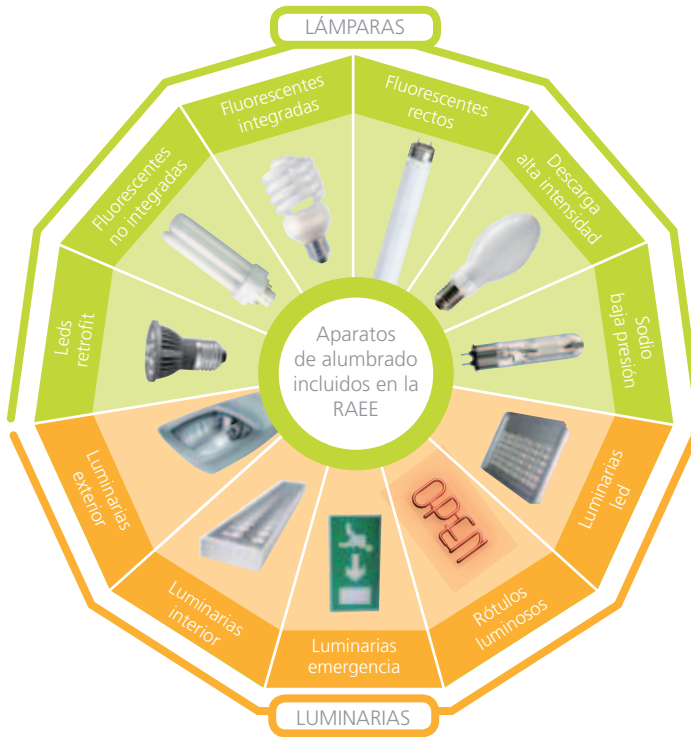 LÁMPARAS
Fluorescentes
integradas
Fluorescentes
rectos
Descarga
alta intensidad
Sodio
baja presión
Fluorescentes
no integradas
Leds
retrofit
Aparatos
de alumbrado
incluidos en la
RAEE
Luminarias
exterior
Luminarias
interior
Luminarias
emergencia
OPEN
Rótulos
luminosos
Luminarias
led
LUMINARIAS